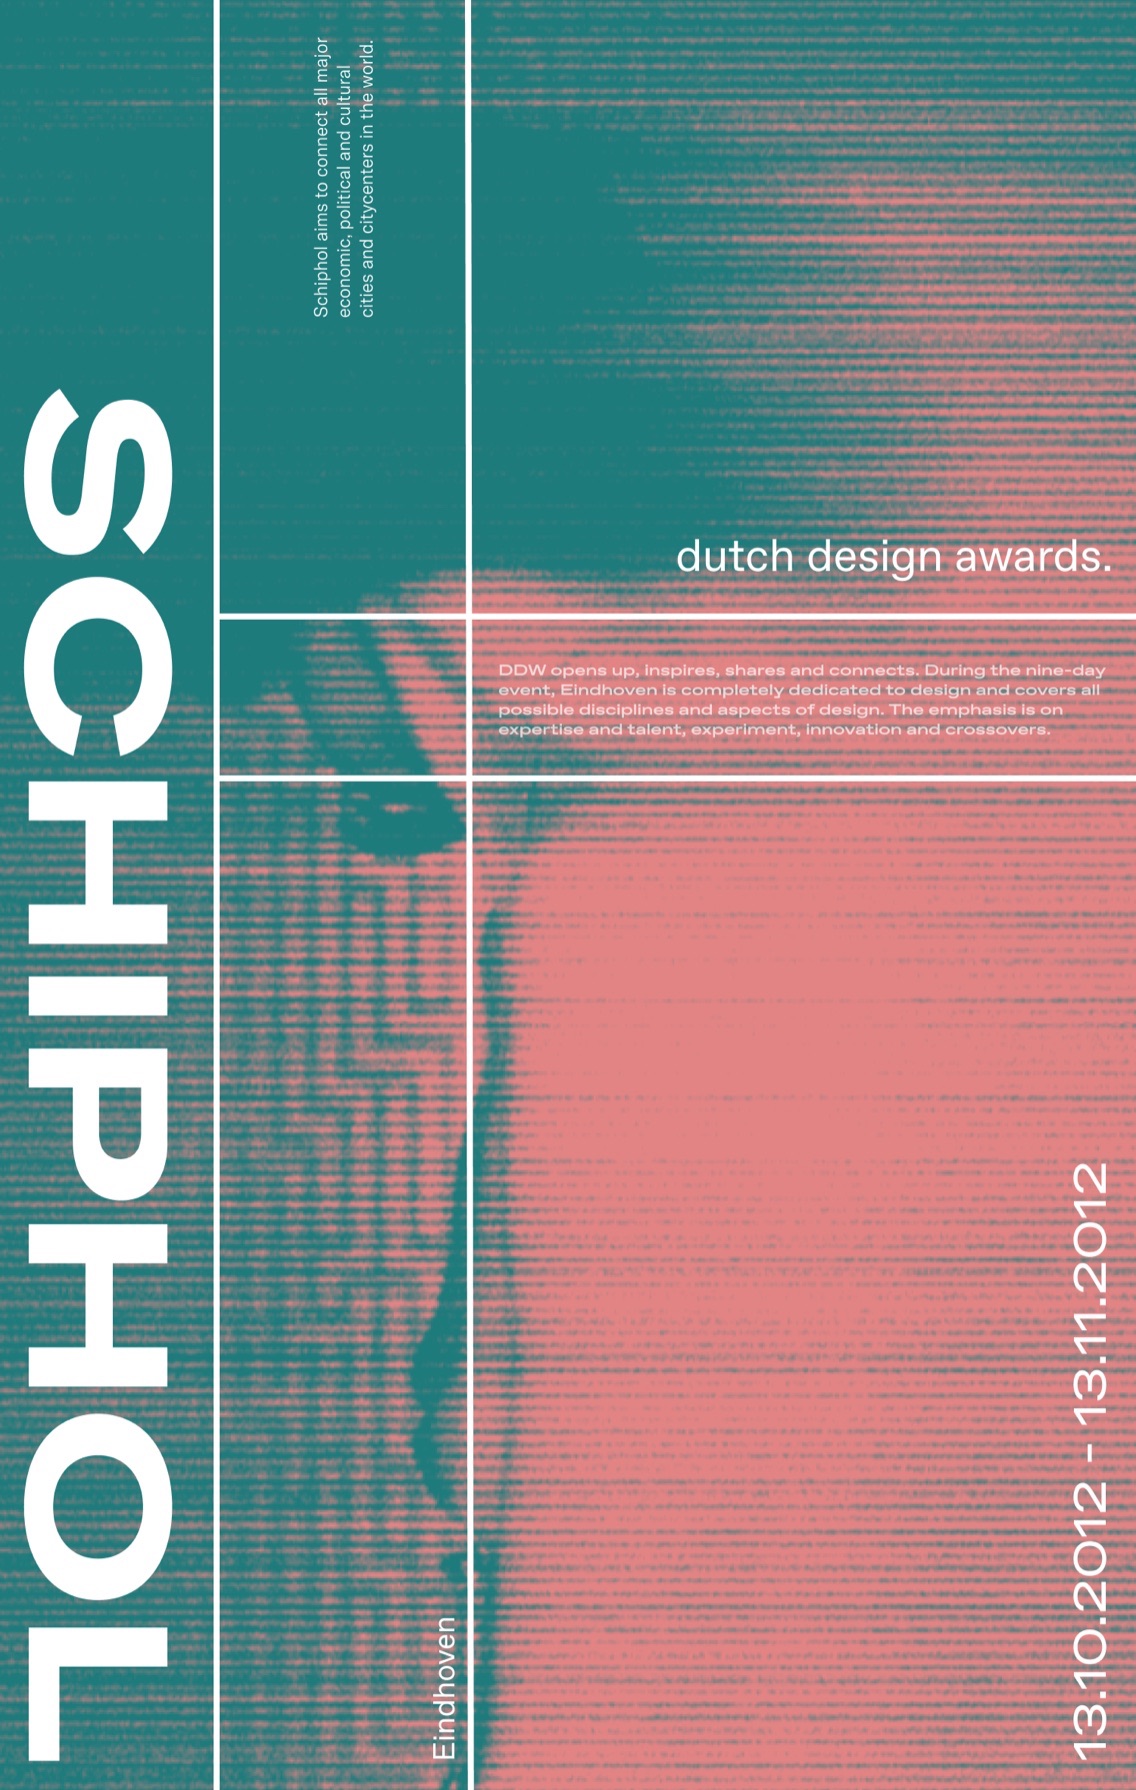 SCHIPHOL
Schiphol aims to connect all major
economic, political and cultural
cities and citycenters in the world.
dutch design awards.
DDW opens up, inspires, shares and connects. During the nine-day
event, Eindhoven is completely dedicated to design and covers all
possible disciplines and aspects of design. The emphasis is on
expertise and talent, experiment, innovation and crossovers.
Eindhoven
13.10.2012 - 13.11.2012